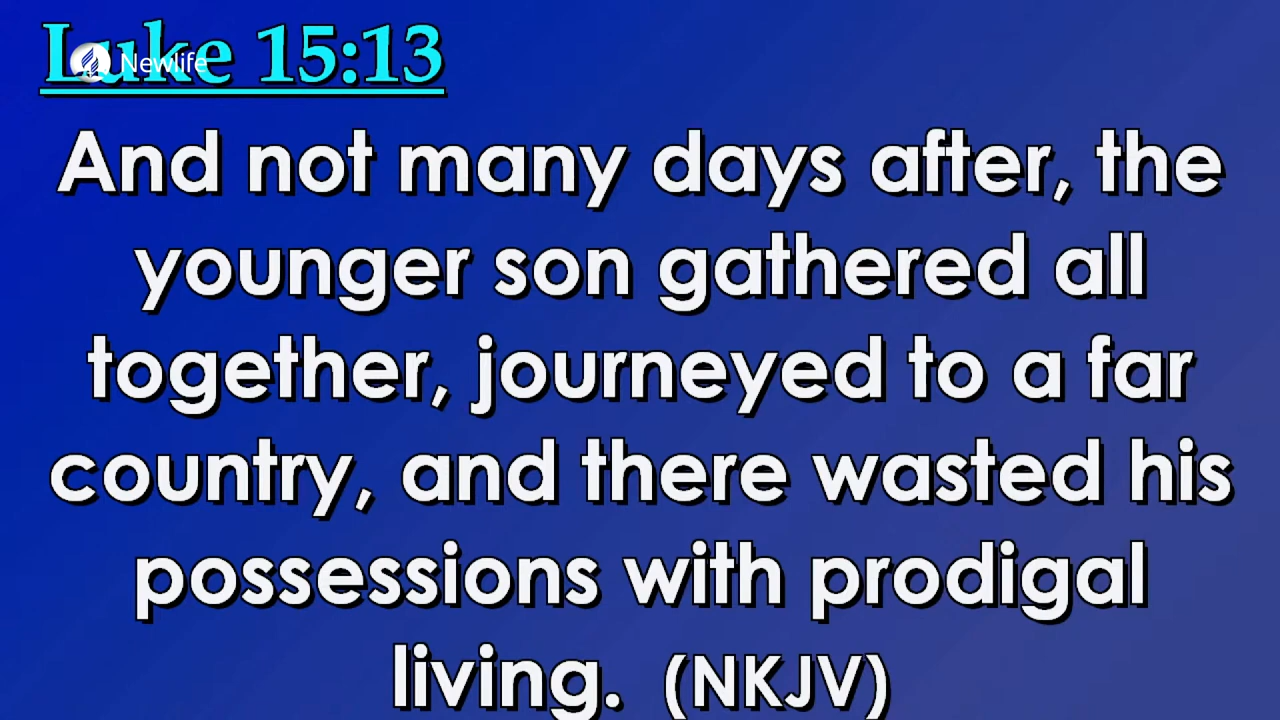 Luke 15:13
Newlife
And not many days after, the
younger son gathered all
together, journeyed to a far
country, and there wasted his
possessions with prodigal
living. (NKJV)